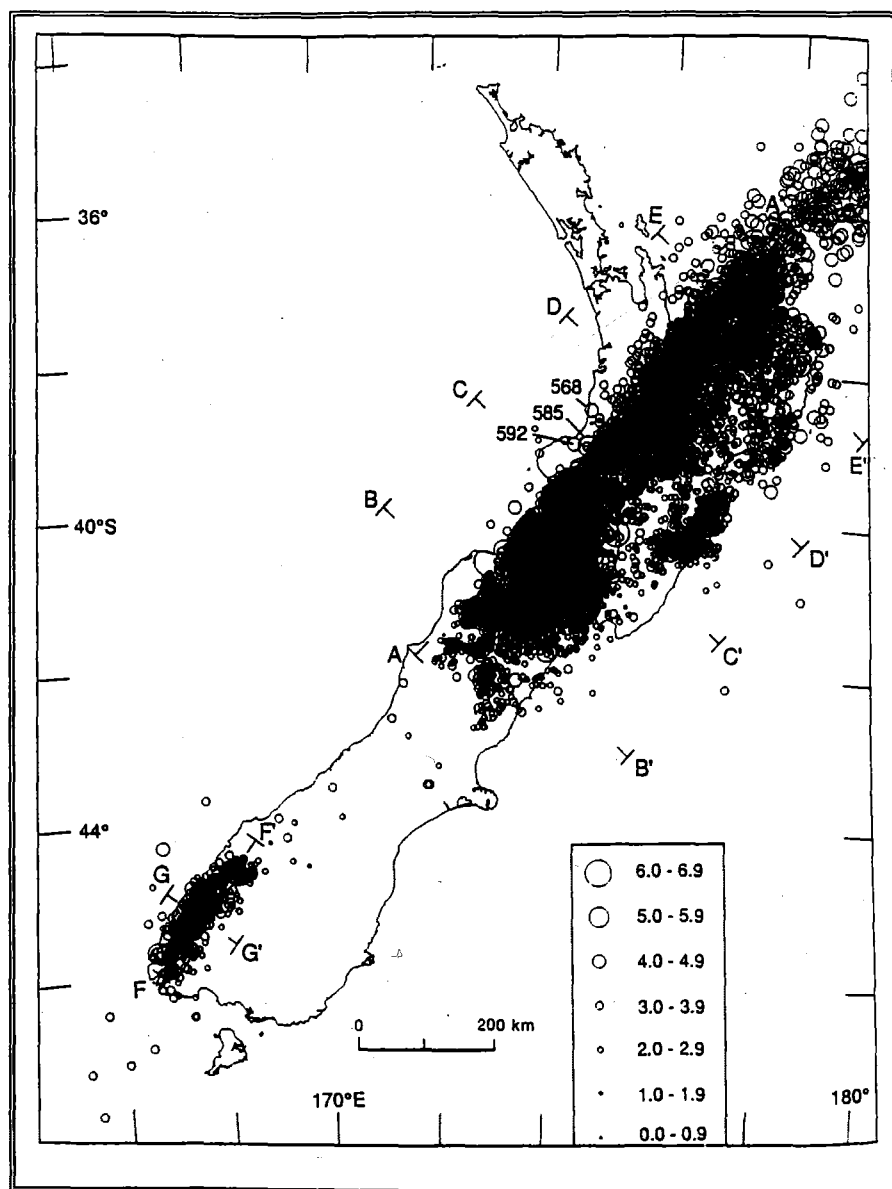 36°
40°S
44°
170°E
180°
A
A'
B
B'
C
C'
D
D'
E
E"
F
F'
G
G'
568
585
592
0 200 km
6.0 - 6.9
5.0 - 5.9
4.0 - 4.9
3.0 - 3.9
2.0 - 2.9
1.0 - 1.9
0.0 - 0.9